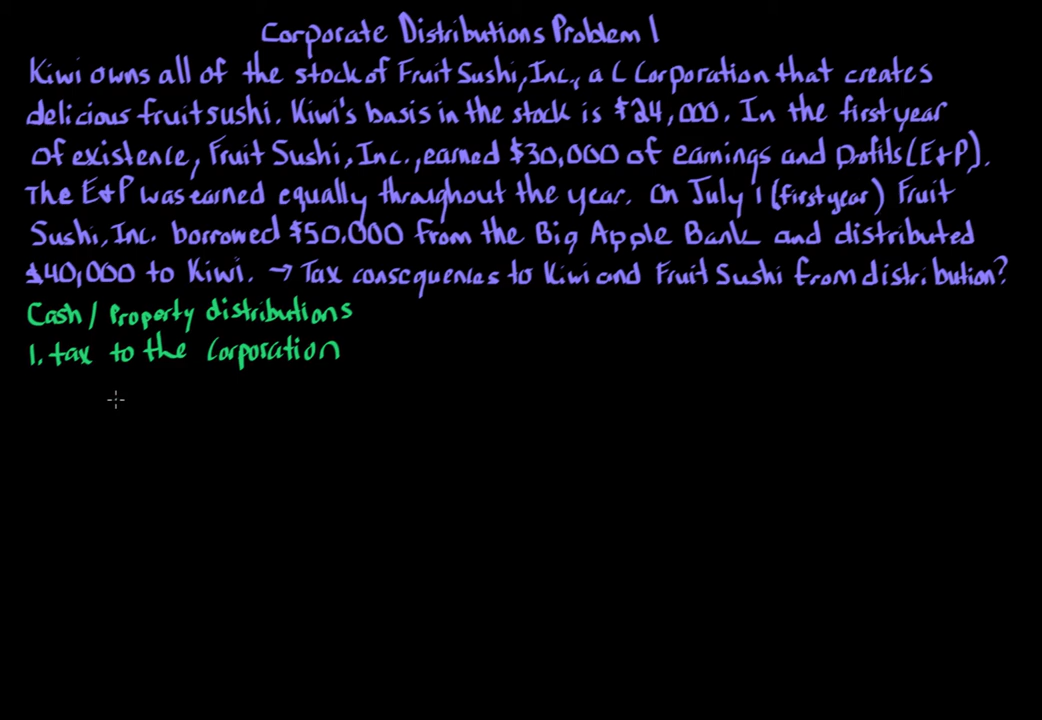 Corporate Distributions Problem 1
Kiwi owns all of the stock of Fruit Sushi, Inc., a C Corporation that creates
delicious fruit sushi. Kiwi's basis in the stock is $24,000. In the first year
of existence, Fruit Sushi, Inc., earned $30,000 of earnings and profits (E+P).
The E+P was earned equally throughout the year. On July 1 (first year) Fruit
Sushi, Inc. borrowed $50,000 from the Big Apple Bank and distributed
$40,000 to Kiwi. → Tax consequences to Kiwi and Fruit Sushi from distribution?
Cash / Property distributions
1. tax to the Corporation